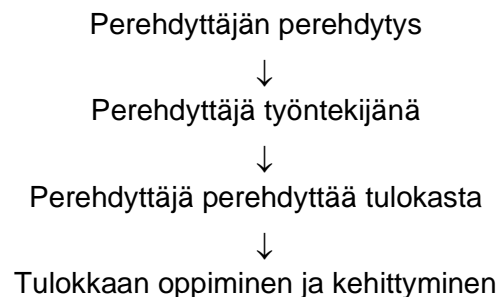 Perehdyttäjän perehdytys
↓
Perehdyttäjä työntekijänä
↓
Perehdyttäjä perehdyttää tulokasta
↓
Tulokkaan oppiminen ja kehittyminen